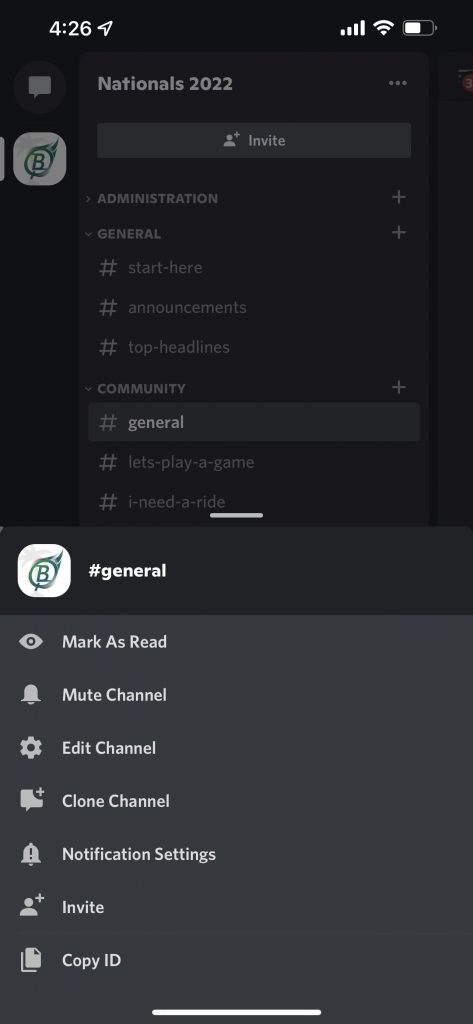 4:26
Nationals 2022
Invite
ADMINISTRATION
GENERAL
start-here
announcements
top-headlines
COMMUNITY
general
lets-play-a-game
i-need-a-ride
3
B
B
#general
Mark As Read
Mute Channel
Edit Channel
Clone Channel
Notification Settings
Invite
Copy ID